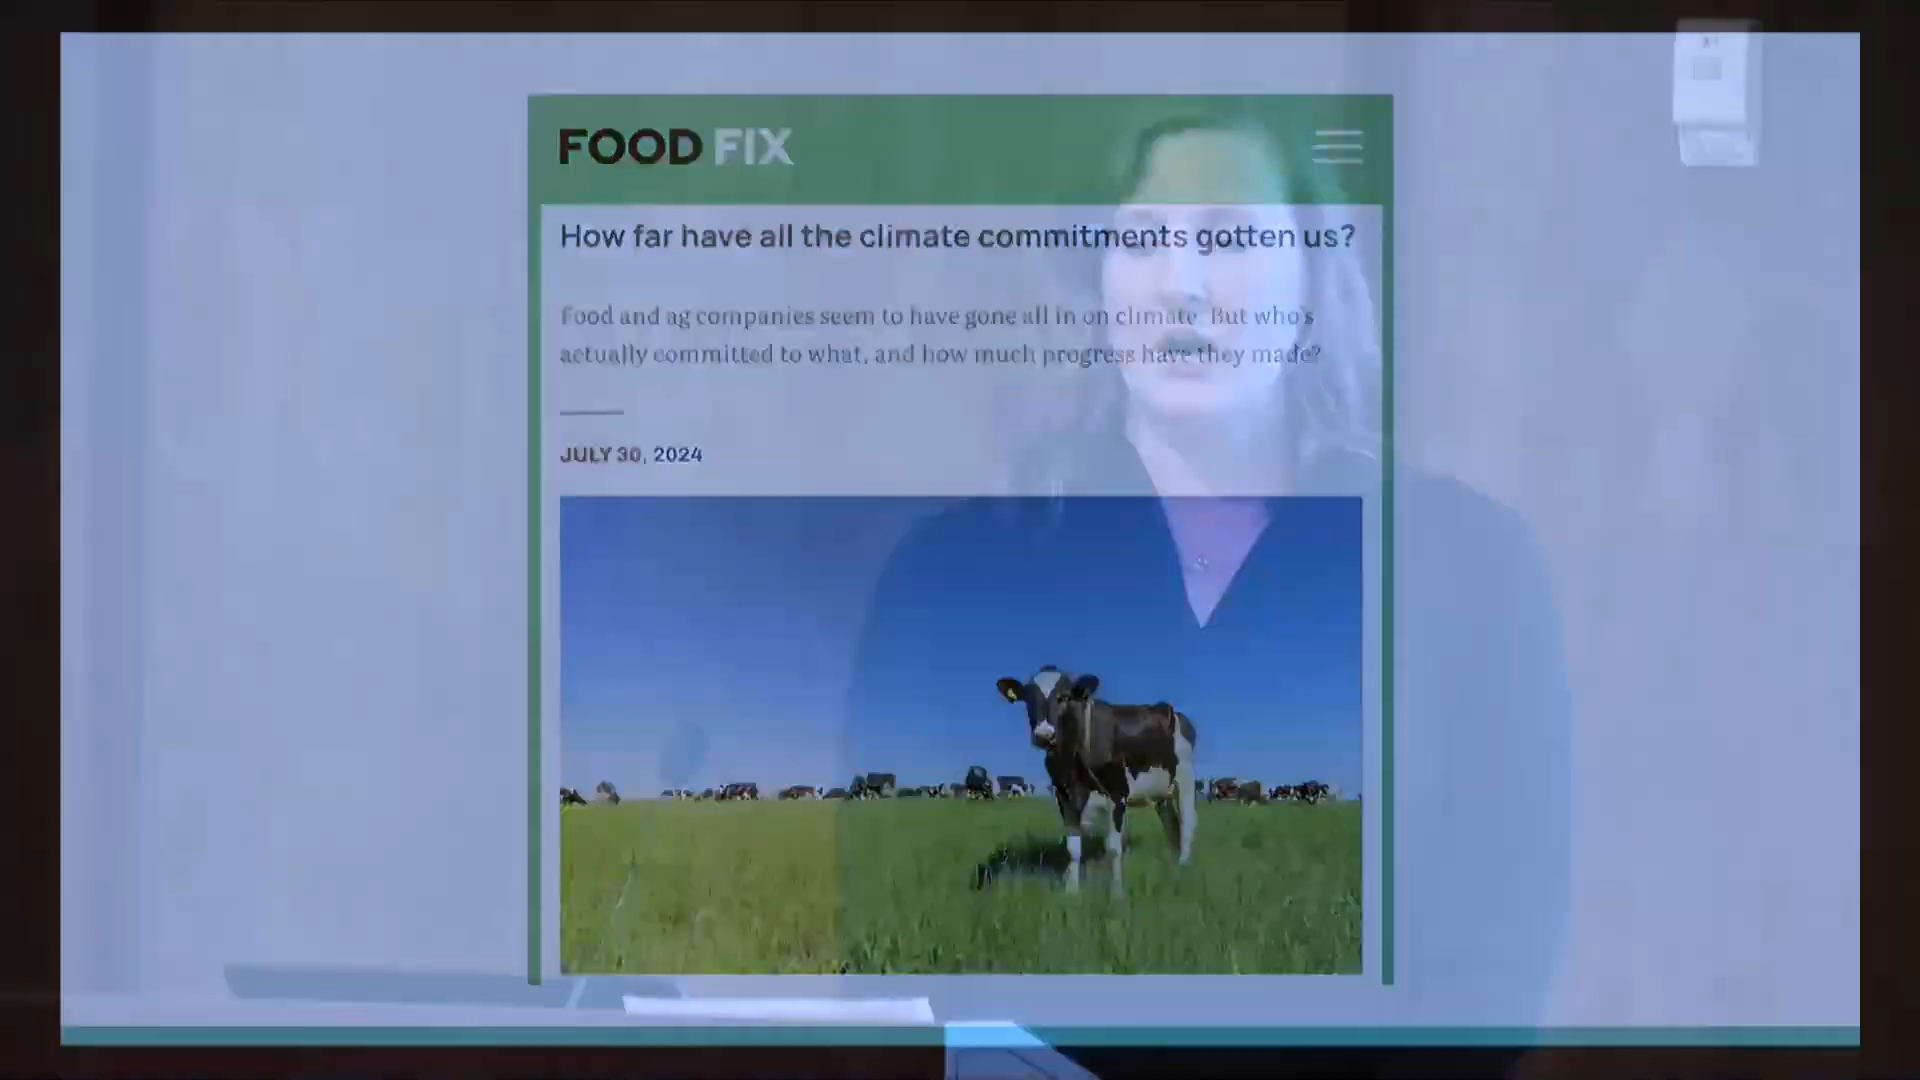 FOOD FIX
How far have all the climate commitments gotten us?
Food and ag companies seem to have gone all in on climate. But who's
actually committed to what, and how much progress have they made?
JULY 30, 2024